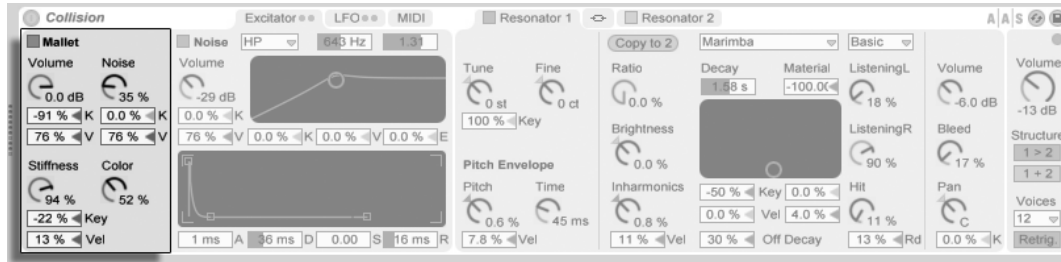 Collision Excitator LFO MIDI Resonator 1 Resonator 2 A A S
Mallet
Volume Noise
0.0 dB 35 %
-91 % K 0.0 % K
76 % V 76 % V
Stiffness Color
94 % 52 %
-22 % Key
13 % Vel
Noise HP 643 Hz 1.31
Volume
-29 dB
0.0 % K
76 % V 0.0 % K 0.0 % V 0.0 % E
1 ms A 36 ms D 0.00 S 16 ms R
Tune Fine
0 st 0 ct
100 % Key
Pitch Envelope
Pitch Time
0.6 % 45 ms
7.8 % Vel
Copy to 2 Marimba Basic
Ratio Decay Material ListeningL
0.0 % 1.58 s -100.0( 18 %
Brightness ListeningR
0.0 % 90 %
Inharmonics -50 % Key 0.0 % Hit
0.8 % 0.0 % Vel 4.0 % 11 %
11 % Vel 30 % Off Decay 13 % Rd
Volume
-6.0 dB
Bleed
17 %
Pan
C
0.0 % K
Volume
-13 dB
Structure
1 > 2
1 + 2
Voices
12
Retrig.